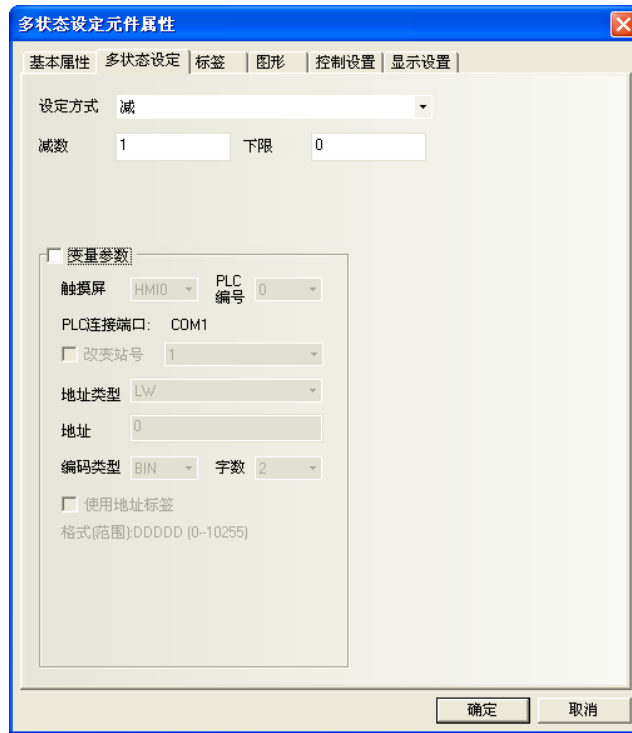 多状态设定元件属性
基本属性 多状态设定 标签 图形 控制设置 显示设置
设定方式 减
减数 1 下限 0
变量参数
触摸屏 HMI0 PLC编号 0
PLC连接端口: COM1
改变站号 1
地址类型 LW
地址 0
编码类型 BIN 字数 2
使用地址标签
格式(范围):DDDDD (0--10255)
确定 取消